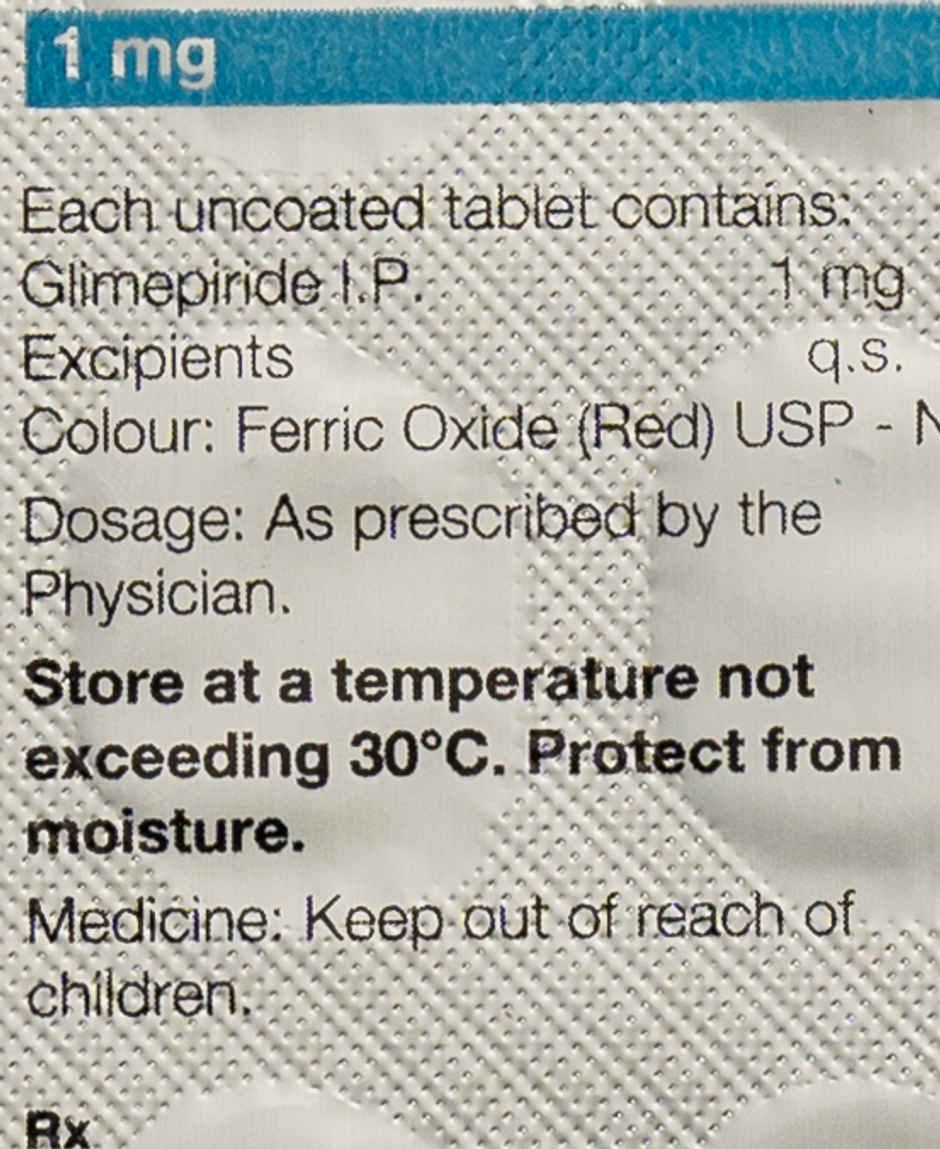 1 mg
Each uncoated tablet contains:
Glimepiride I.P. 1 mg
Excipients q.s.
Colour: Ferric Oxide (Red) USP -
Dosage: As prescribed by the
Physician.
Store at a temperature not
exceeding 30°C. Protect from
moisture.
Medicine: Keep out of reach of
children.
Rx